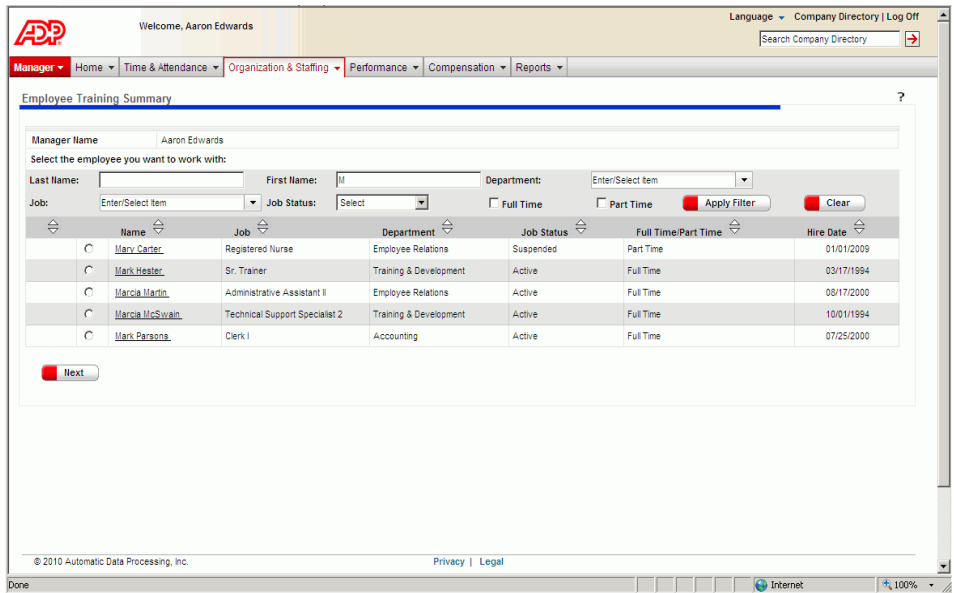 Language Company Directory | Log Off
ADP Welcome, Aaron Edwards
Search Company Directory
Manager Home Time & Attendance Organization & Staffing Performance Compensation Reports
Employee Training Summary ?
Manager Name Aaron Edwards
Select the employee you want to work with:
Last Name: First Name: M Department: Enter/Select Item
Job: Enter/Select Item Job Status: Select Full Time Part Time Apply Filter Clear
Name Job Department Job Status Full Time/Part Time Hire Date
Mary Carter Registered Nurse Employee Relations Suspended Part Time 01/01/2009
Mark Hester Sr. Trainer Training & Development Active Full Time 03/17/1994
Marcia Martin Administrative Assistant II Employee Relations Active Full Time 08/17/2000
Marcia McSwain Technical Support Specialist 2 Training & Development Active Full Time 10/01/1994
Mark Parsons Clerk I Accounting Active Full Time 07/25/2000
Next
© 2010 Automatic Data Processing, Inc. Privacy | Legal
Done Internet 100%